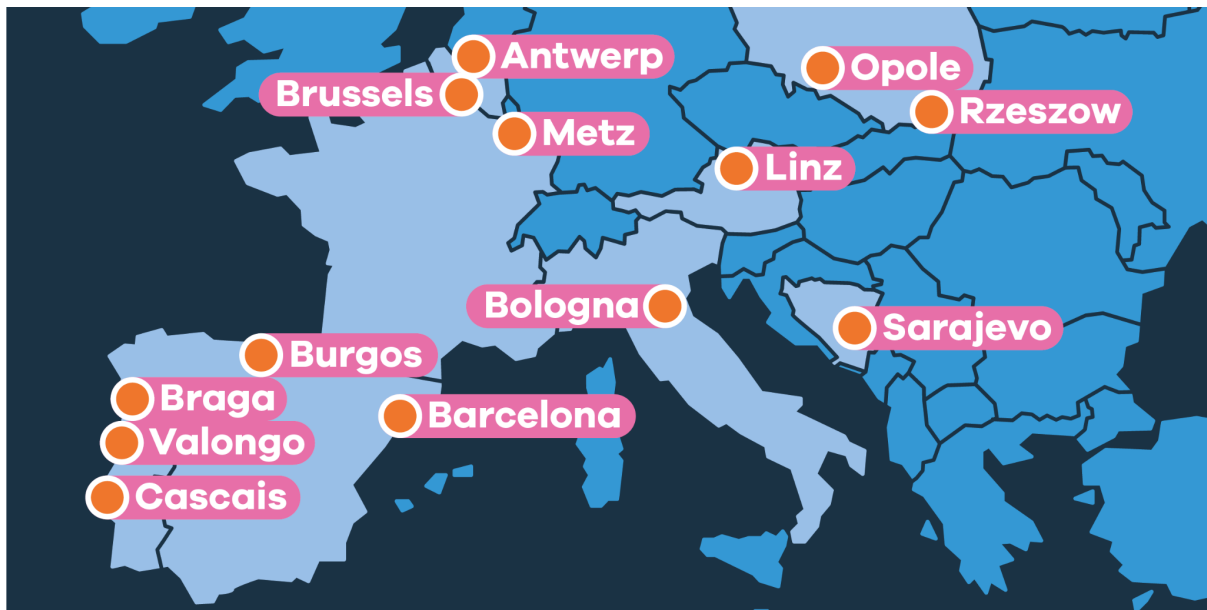 Antwerp
Opole
Brussels
Rzeszow
Metz
Linz
Bologna
Sarajevo
Burgos
Braga
Barcelona
Valongo
Cascais